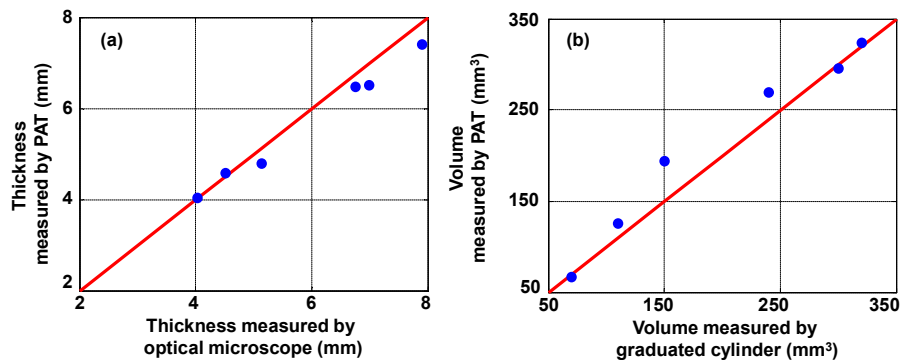 (a)
Thickness
measured by PAT (mm)
8
6
4
2
2 4 6 8
Thickness measured by
optical microscope (mm)
(b)
Volume
measured by PAT (mm³)
350
250
150
50
50 150 250 350
Volume measured by
graduated cylinder (mm³)